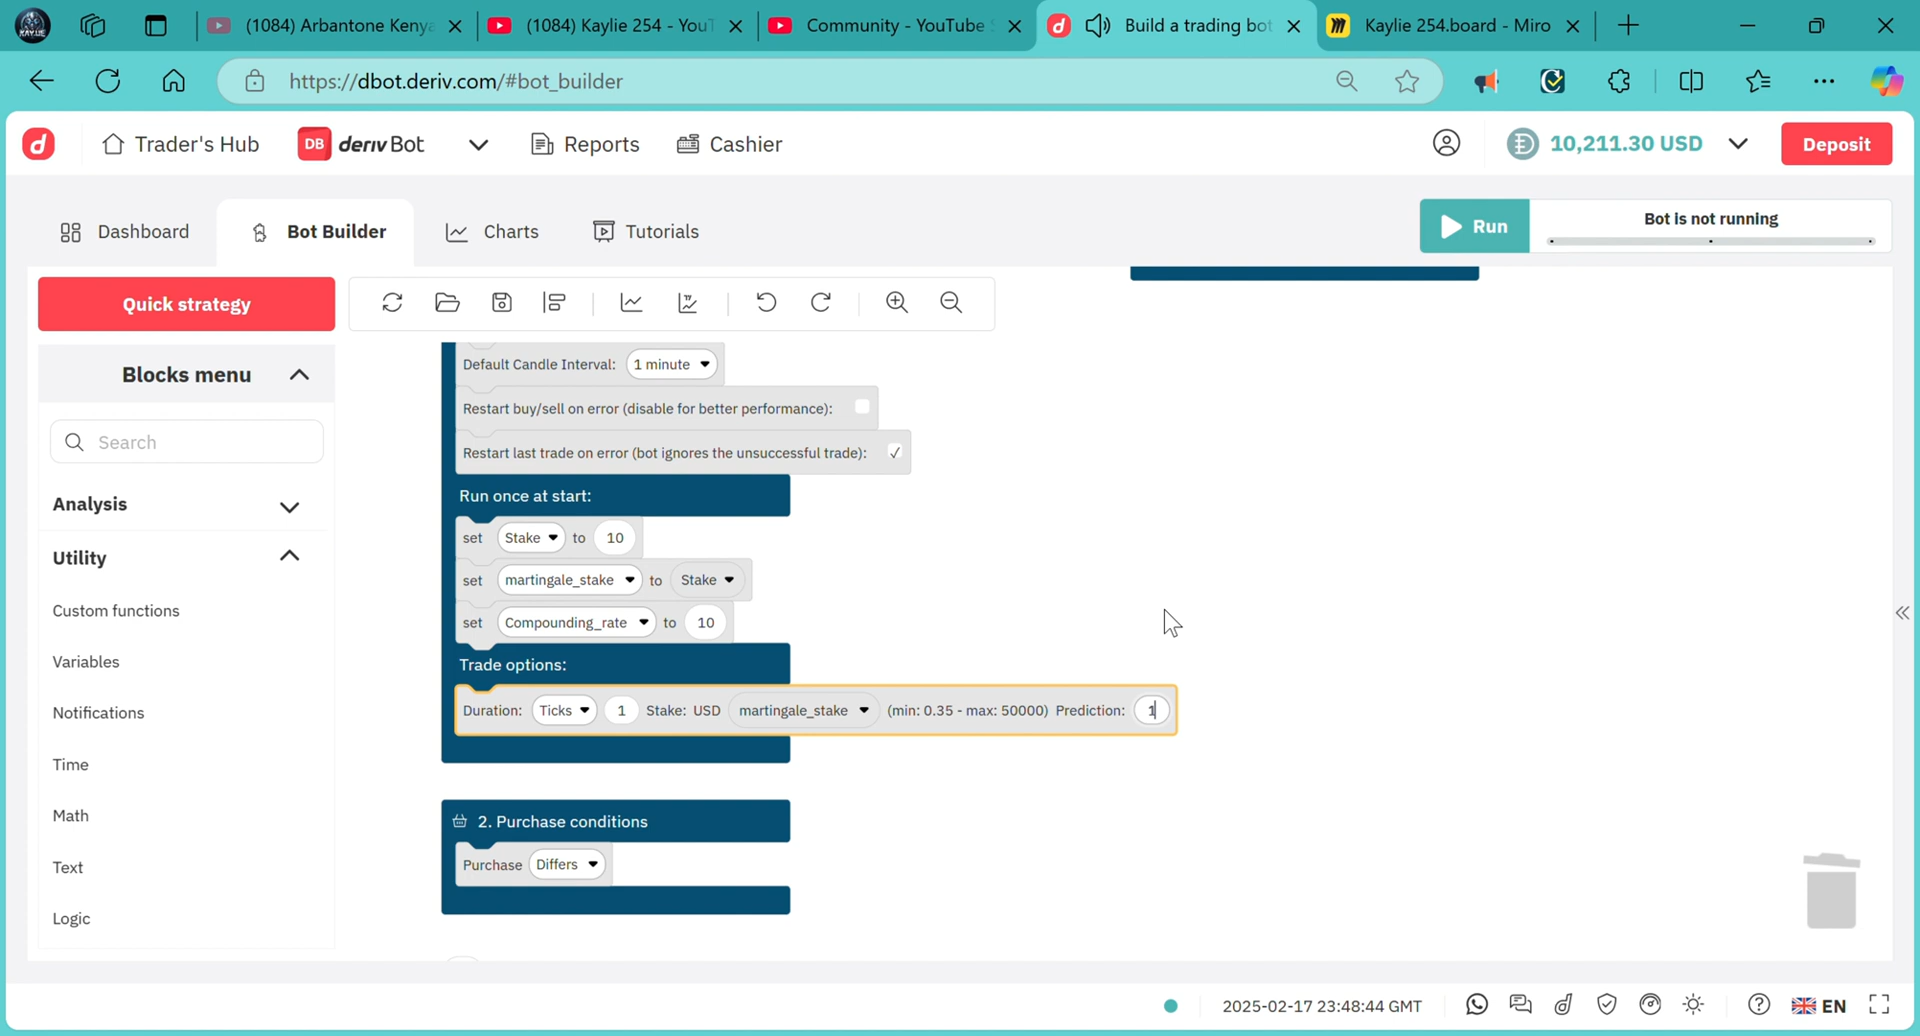 (1084) Arbantone Kenya
(1084) Kaylie 254 - YouT
Community - YouTube S
Build a trading bot
Kaylie 254.board - Miro
https://dbot.deriv.com/#bot_builder
Trader's Hub
DB deriv Bot
Reports
Cashier
10,211.30 USD
Deposit
Dashboard
Bot Builder
Charts
Tutorials
Run
Bot is not running
Quick strategy
Blocks menu
Search
Analysis
Utility
Custom functions
Variables
Notifications
Time
Math
Text
Logic
Default Candle Interval: 1 minute
Restart buy/sell on error (disable for better performance):
Restart last trade on error (bot ignores the unsuccessful trade): ✓
Run once at start:
set Stake to 10
set martingale_stake to Stake
set Compounding_rate to 10
Trade options:
Duration: Ticks 1 Stake: USD martingale_stake (min: 0.35 - max: 50000) Prediction: 1
2. Purchase conditions
Purchase Differs
2025-02-17 23:48:44 GMT
EN